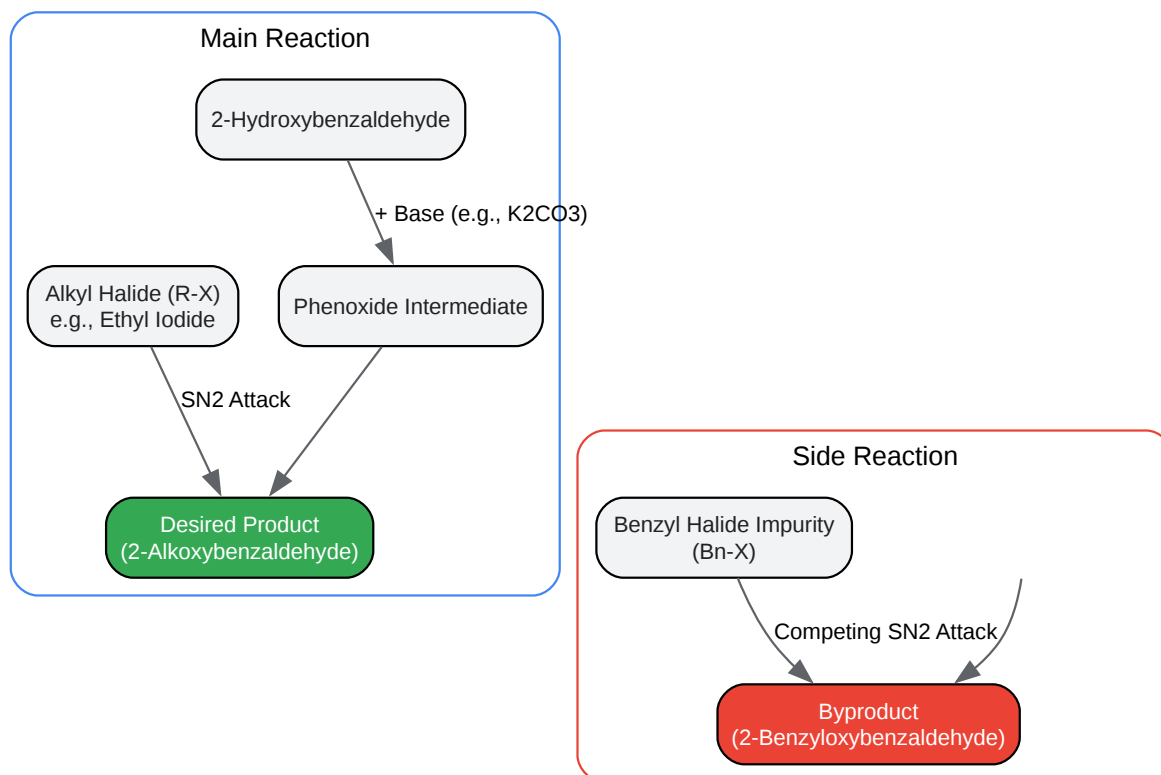 Main Reaction
2-Hydroxybenzaldehyde
+ Base (e.g., K2CO3)
Alkyl Halide (R-X)
e.g., Ethyl Iodide
Phenoxide Intermediate
SN2 Attack
Desired Product
(2-Alkoxybenzaldehyde)
Side Reaction
Benzyl Halide Impurity
(Bn-X)
Competing SN2 Attack
Byproduct
(2-Benzyloxybenzaldehyde)